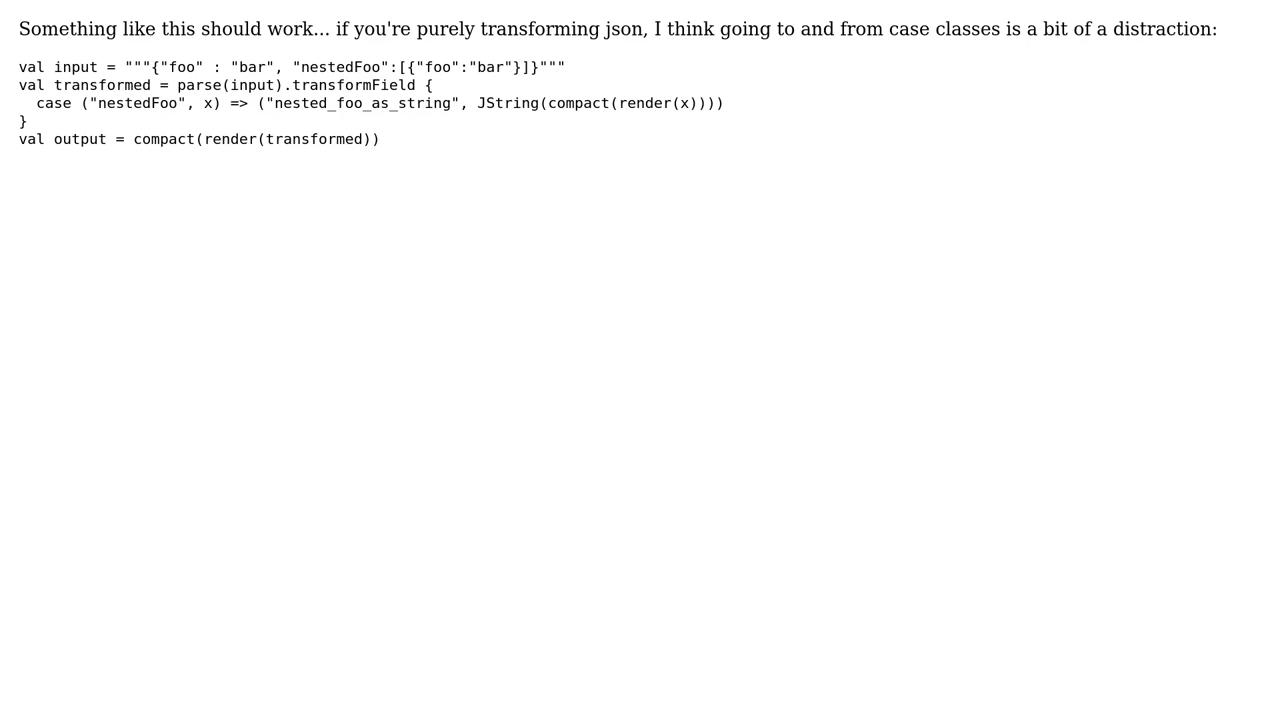 Something like this should work... if you're purely transforming json, I think going to and from case classes is a bit of a distraction:
val input = """{"foo" : "bar", "nestedFoo":[{"foo":"bar"}]}"""
val transformed = parse(input).transformField {
  case ("nestedFoo", x) => ("nested_foo_as_string", JString(compact(render(x))))
}
val output = compact(render(transformed))